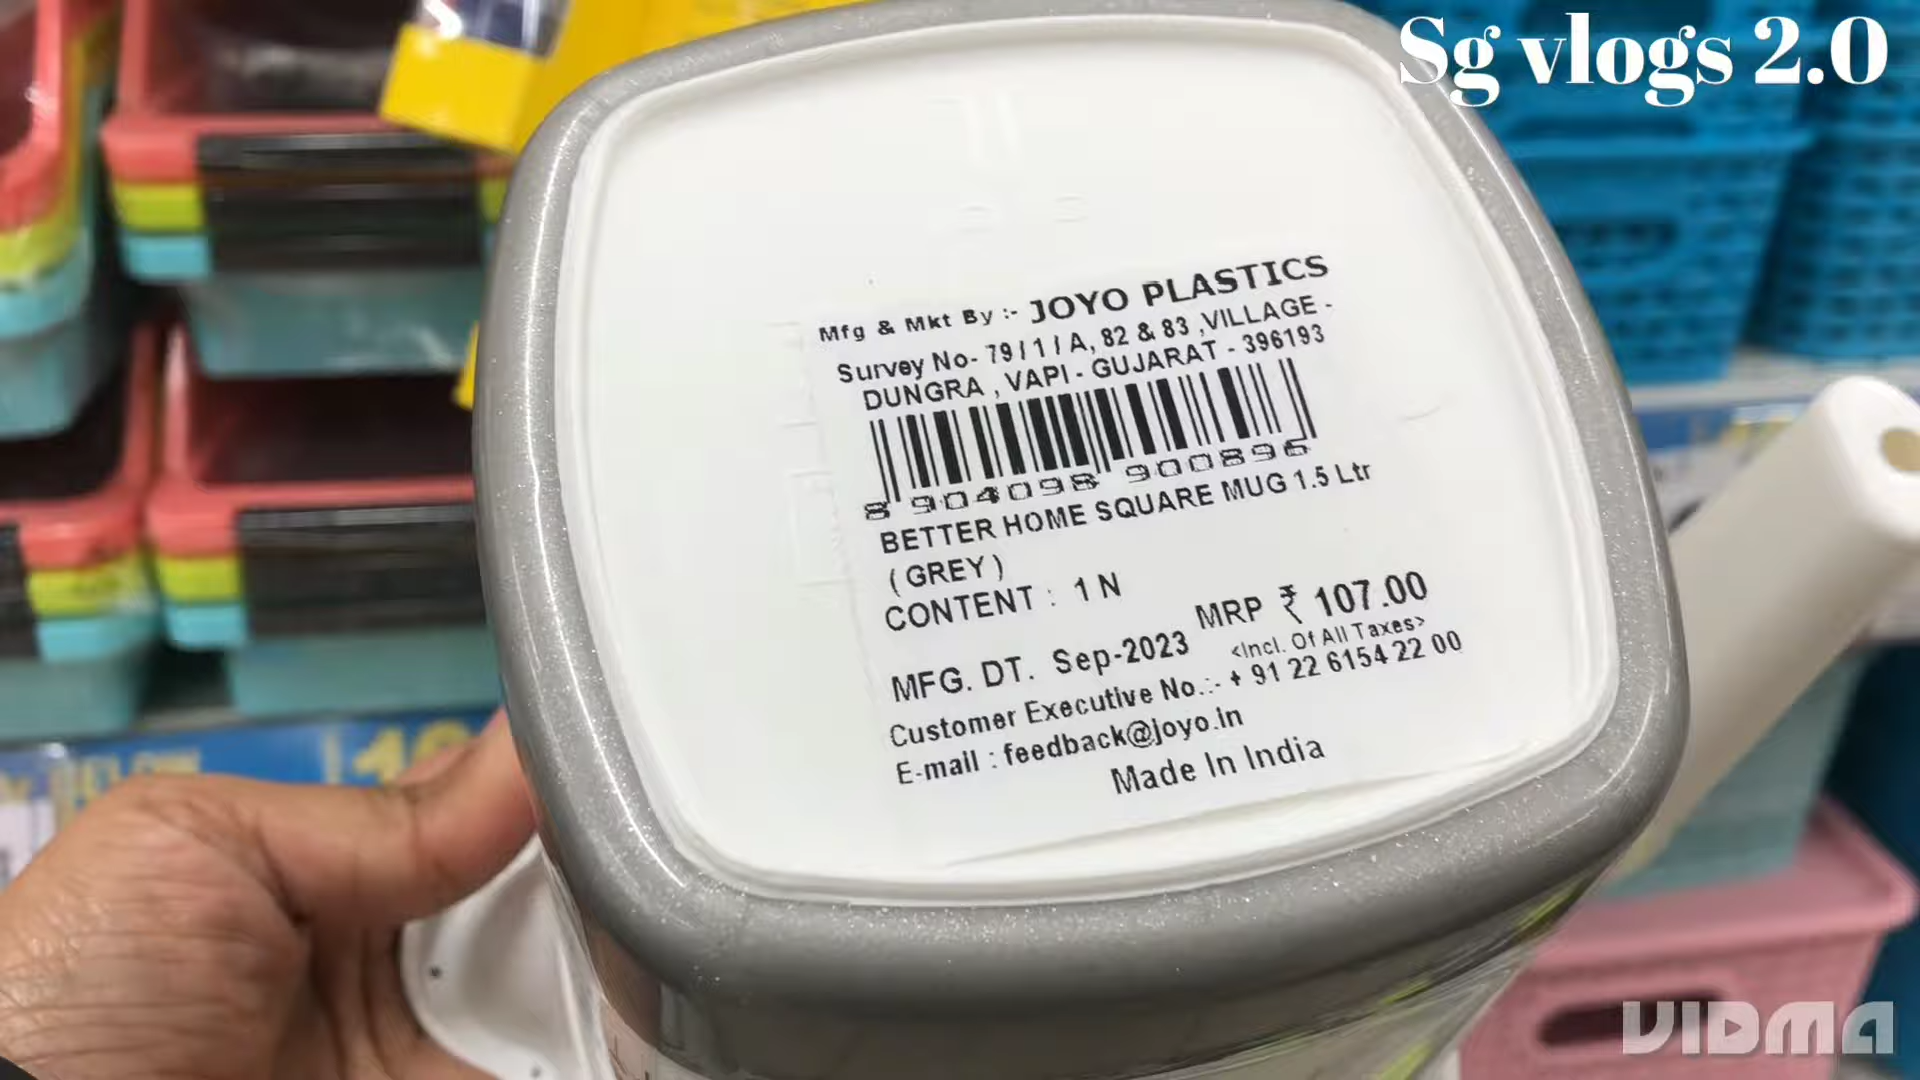 Sg vlogs 2.0
Mfg & Mkt By :- JOYO PLASTICS
Survey No- 79 / 1 / A, 82 & 83 ,VILLAGE -
DUNGRA , VAPI - GUJARAT - 396193
8 904098 900896
BETTER HOME SQUARE MUG 1.5 Ltr
( GREY )
CONTENT : 1 N
MRP ₹ 107.00
<Incl. Of All Taxes>
MFG. DT. Sep-2023
Customer Executive No.:- + 91 22 6154 22 00
E-mail : feedback@joyo.in
Made In India
VIDMA